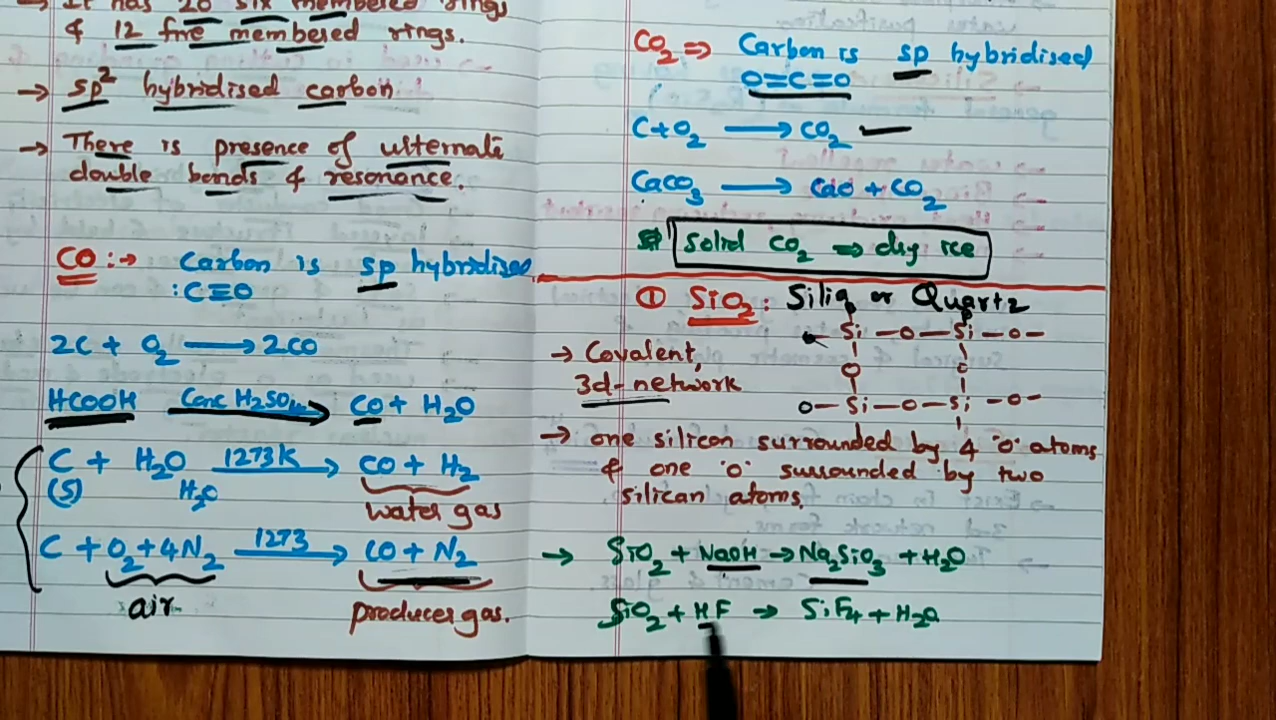 → It has 20 six membered rings
& 12 five membered rings.
→ sp² hybridised carbon
→ There is presence of ulternate
double bonds & resonance.
CO :→ Carbon is sp hybridised
:C≡O
2C + O₂ → 2CO
HCOOH Conc H₂SO₄ → CO + H₂O
C + H₂O 1273K → CO + H₂
(S) H₂O
water gas
C + O₂ + 4N₂ 1273 → CO + N₂
air producer gas.
CO₂ ⇒ Carbon is sp hybridised
O=C=O
C + O₂ → CO₂
CaCO₃ → CaO + CO₂
Solid CO₂ ⇒ dry ice
① SiO₂ : Silica or Quartz
Si – O – Si – O –
O O
O – Si – O – Si – O –
→ Covalent,
3d-network
→ one silicon surrounded by 4 'O' atoms
& one 'O' surrounded by two
silican atoms.
→ SiO₂ + NaOH → Na₂SiO₃ + H₂O
SiO₂ + HF → SiF₄ + H₂O